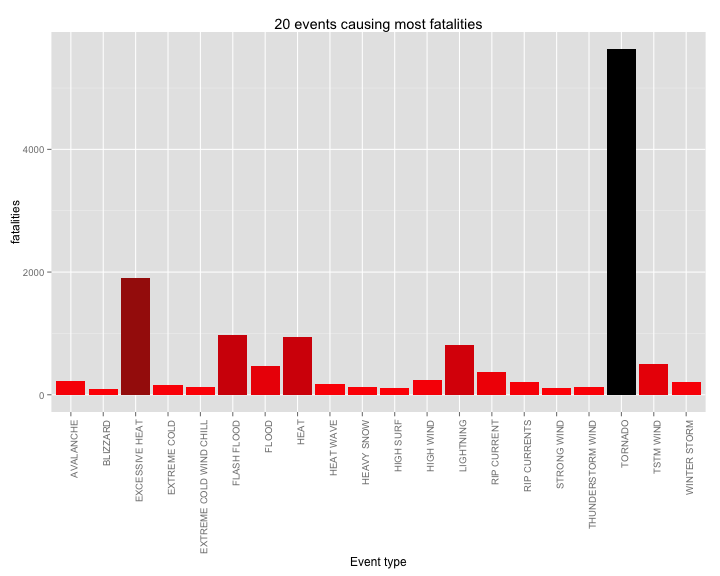 20 events causing most fatalities
fatalities
4000
2000
0
AVALANCHE
BLIZZARD
EXCESSIVE HEAT
EXTREME COLD
EXTREME COLD WIND CHILL
FLASH FLOOD
FLOOD
HEAT
HEAT WAVE
HEAVY SNOW
HIGH SURF
HIGH WIND
LIGHTNING
RIP CURRENT
RIP CURRENTS
STRONG WIND
THUNDERSTORM WIND
TORNADO
TSTM WIND
WINTER STORM
Event type